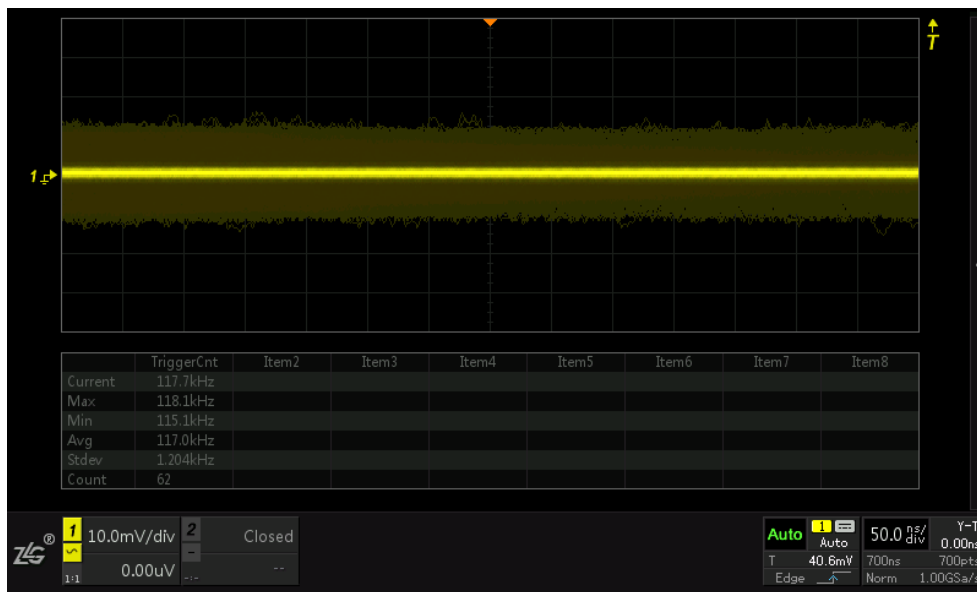 T
1
TriggerCnt Item2 Item3 Item4 Item5 Item6 Item7 Item8
Current 117.7kHz
Max 118.1kHz
Min 115.1kHz
Avg 117.0kHz
Stdev 1.204kHz
Count 62
ZLG®
1 10.0mV/div 2 Closed
1:1 0.00uV -:- --
Auto 1 Auto 50.0 ns/div Y-T 0.00ns
T 40.6mV 700ns 700pts
Edge Norm 1.00GSa/s